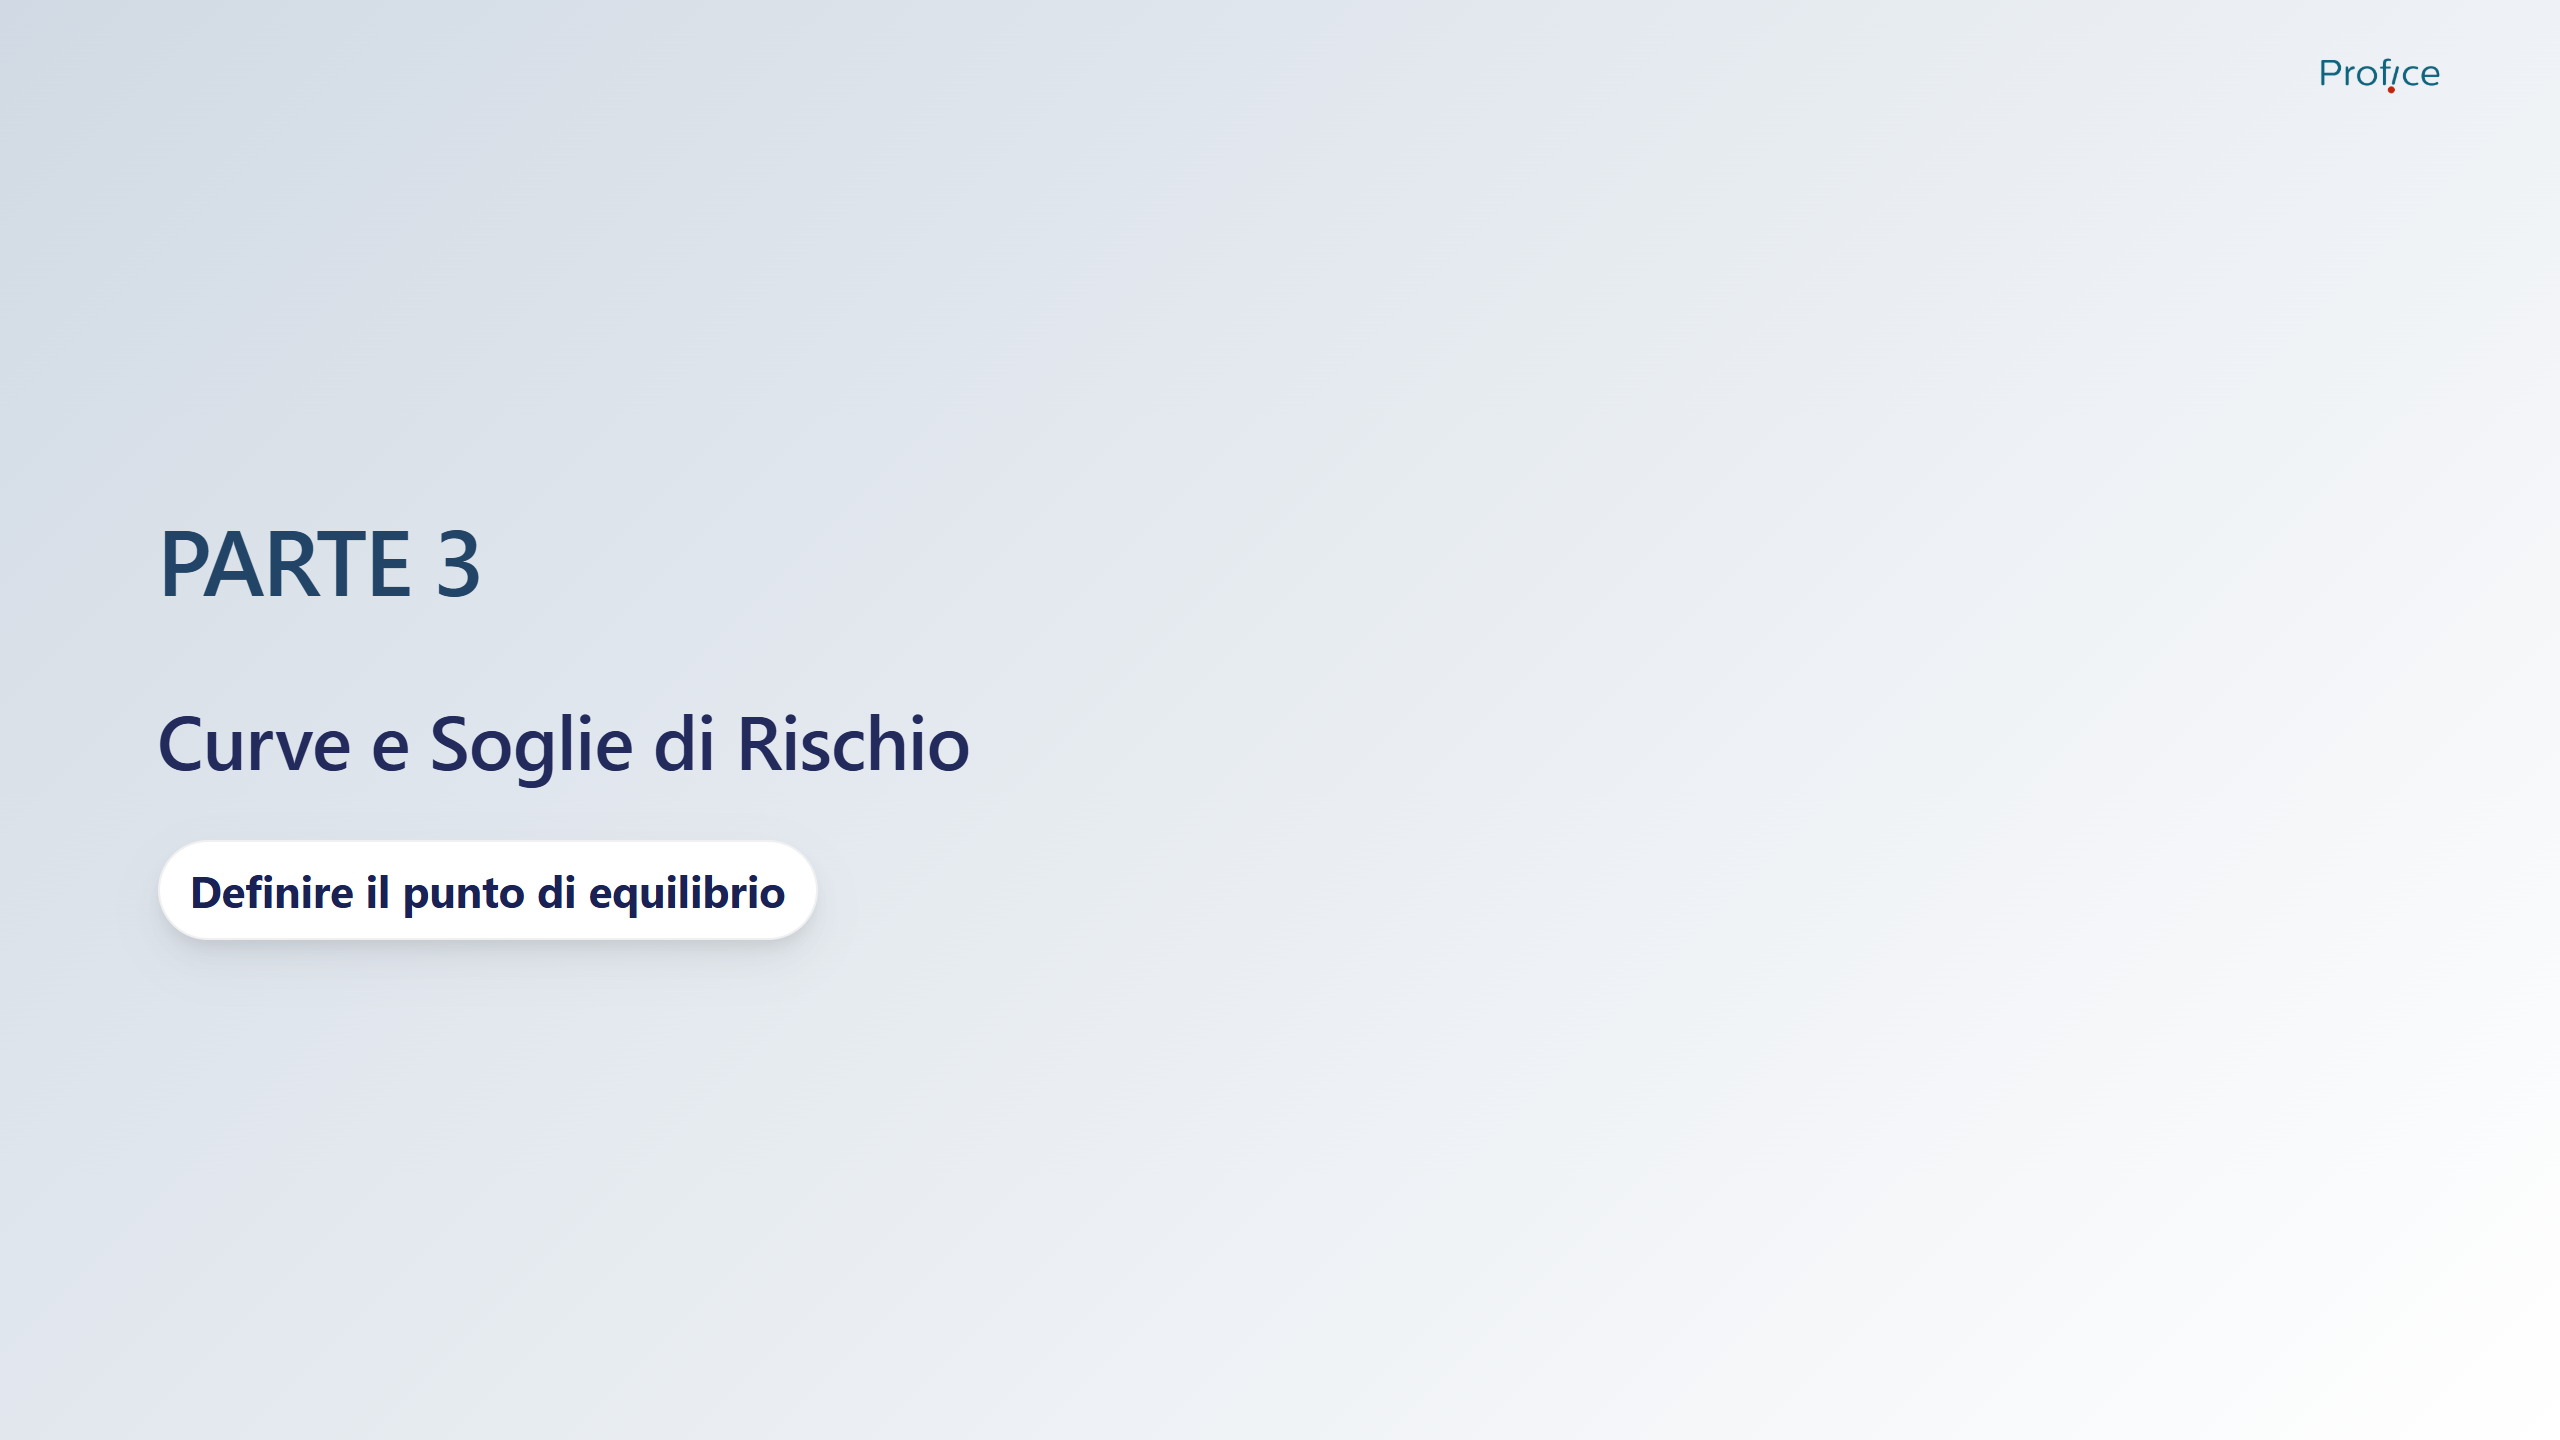 Profice
PARTE 3
Curve e Soglie di Rischio
Definire il punto di equilibrio